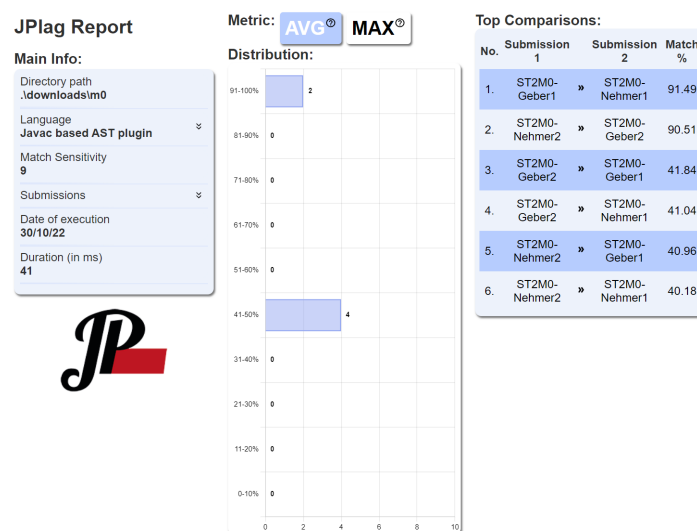 JPlag Report
Main Info:
Directory path
.\downloads\m0
Language
Javac based AST plugin
Match Sensitivity
9
Submissions
Date of execution
30/10/22
Duration (in ms)
41
JP
Metric: AVG? MAX?
Distribution:
91-100% 2
81-90% 0
71-80% 0
61-70% 0
51-60% 0
41-50% 4
31-40% 0
21-30% 0
11-20% 0
0-10% 0
0 2 4 6 8 10
Top Comparisons:
No. Submission 1 Submission 2 Match %
1. ST2M0-Geber1 » ST2M0-Nehmer1 91.49
2. ST2M0-Nehmer2 » ST2M0-Geber2 90.51
3. ST2M0-Geber2 » ST2M0-Geber1 41.84
4. ST2M0-Geber2 » ST2M0-Nehmer1 41.04
5. ST2M0-Nehmer2 » ST2M0-Geber1 40.96
6. ST2M0-Nehmer2 » ST2M0-Nehmer1 40.18